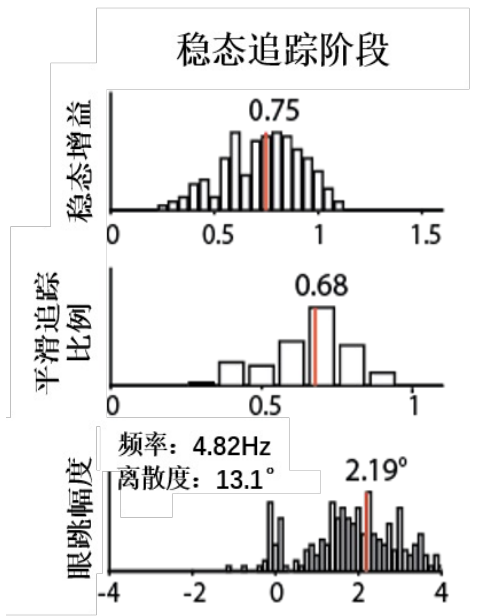 稳态追踪阶段
稳态增益
0.75
0 0.5 1 1.5
平滑追踪
比例
0.68
0 0.5 1
眼跳幅度
频率：4.82Hz
离散度：13.1°
2.19°
-4 -2 0 2 4